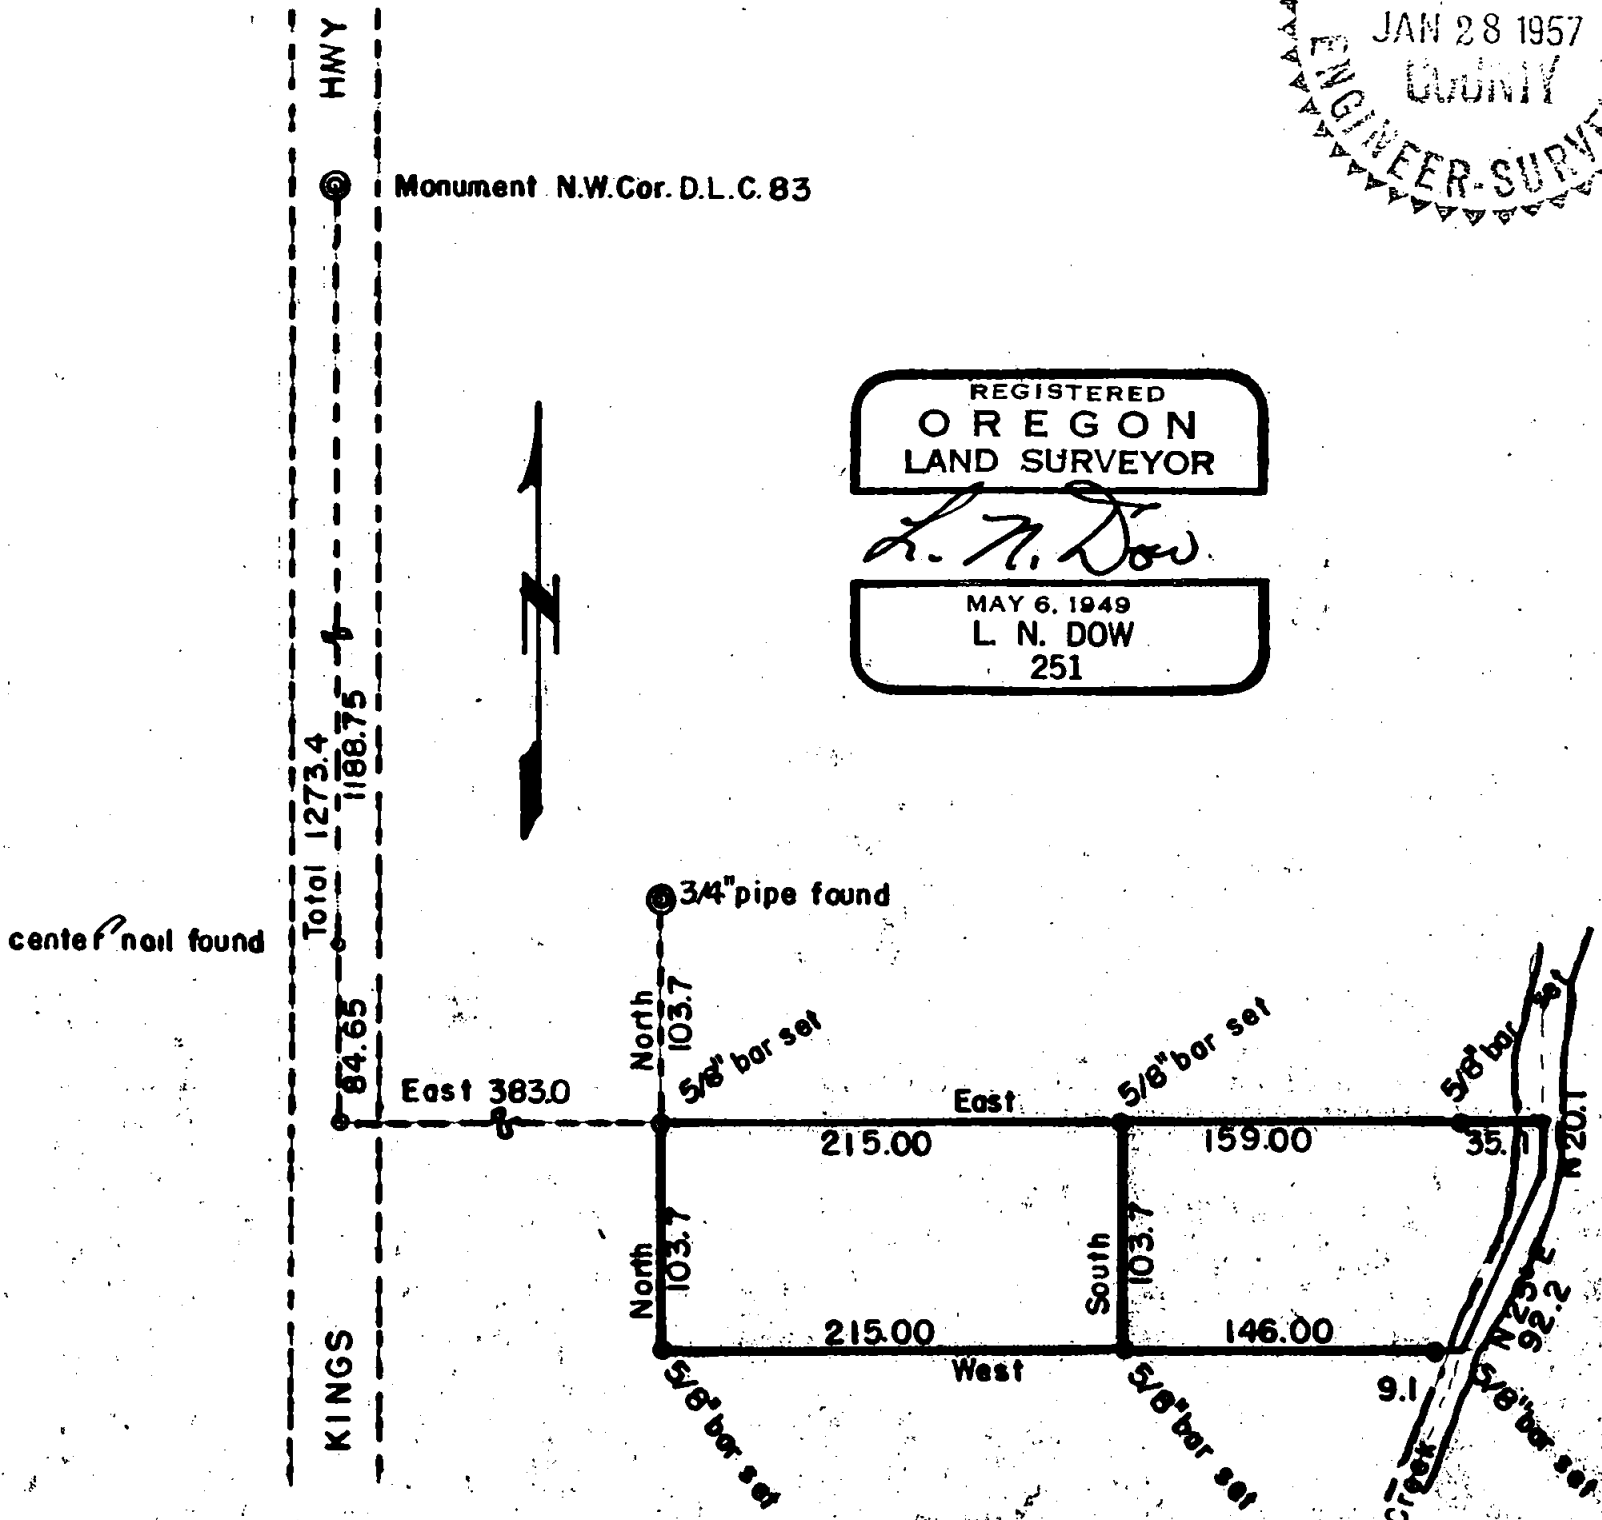 HWY
JAN 28 1957
COUNTY
ENGINEER-SURVE
Monument N.W.Cor. D.L.C. 83
REGISTERED
OREGON
LAND SURVEYOR
L. N. Dow
MAY 6, 1949
L. N. DOW
251
N
Total 1273.4
1188.75
3/4" pipe found
center nail found
84.65
North
103.7
5/8" bar set
5/8" bar set
5/8" bar set
East 383.0
East
215.00
159.00
35.1
N 20.1
North
103.7
South
103.7
N 25° E
92.2
215.00
146.00
West
9.1
KINGS
5/8" bar set
5/8" bar set
5/8" bar set
Creek